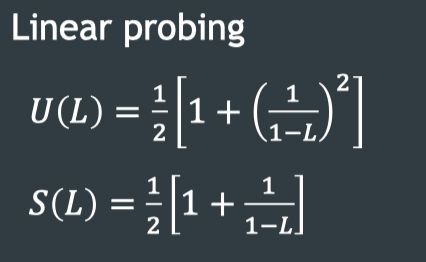 Linear probing
U(L) = 1/2 [1 + (1/(1−L))²]
S(L) = 1/2 [1 + 1/(1−L)]